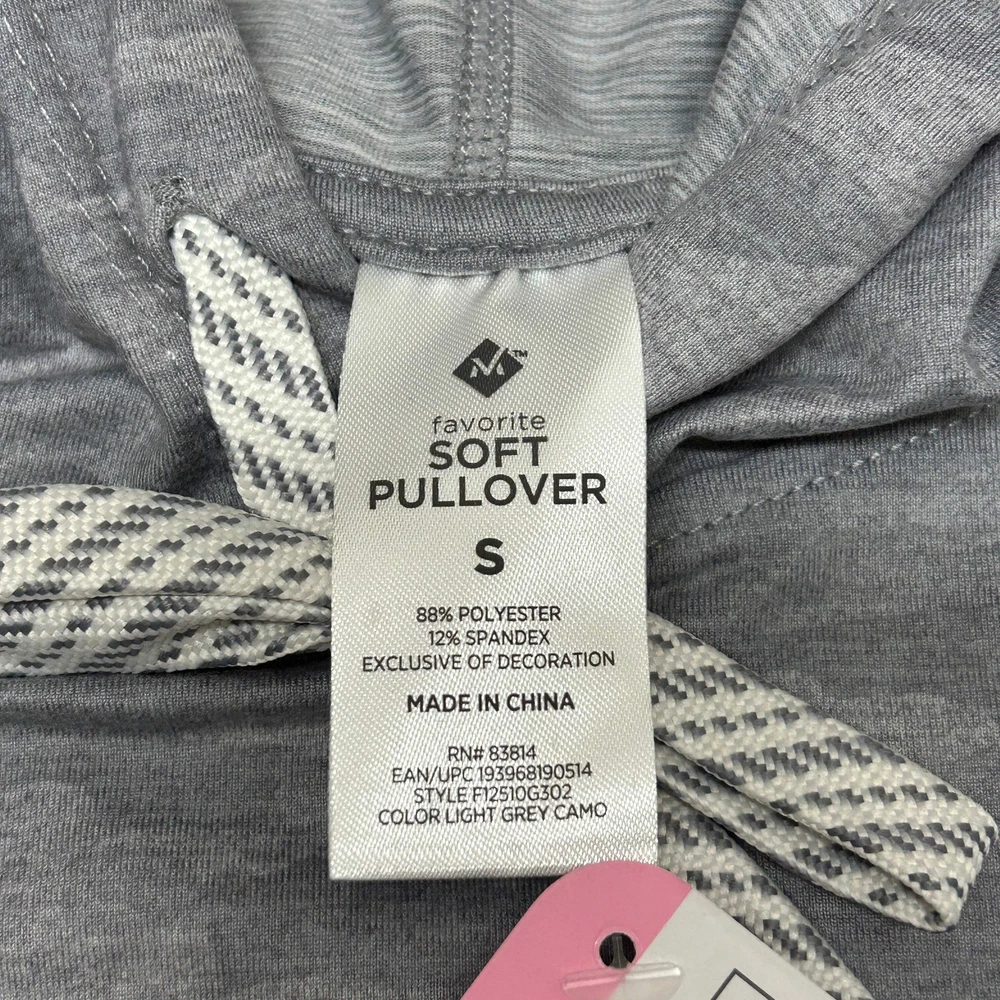 M™
favorite
SOFT
PULLOVER
S
88% POLYESTER
12% SPANDEX
EXCLUSIVE OF DECORATION
MADE IN CHINA
RN# 83814
EAN/UPC 193968190514
STYLE F12510G302
COLOR LIGHT GREY CAMO